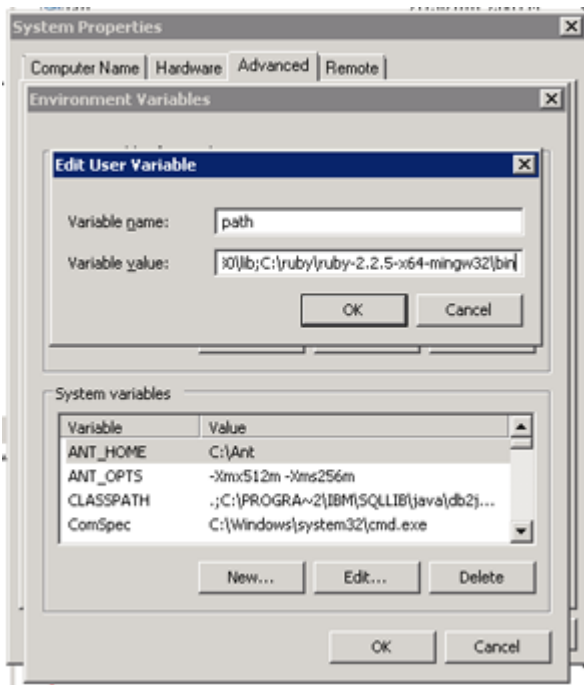 System Properties
Computer Name Hardware Advanced Remote
Environment Variables
Edit User Variable
Variable name: path
Variable value: X0\lib;C:\ruby\ruby-2.2.5-x64-mingw32\bin
OK Cancel
System variables
Variable Value
ANT_HOME C:\Ant
ANT_OPTS -Xmx512m -Xms256m
CLASSPATH .;C:\PROGRA~2\IBM\SQLLIB\java\db2j...
ComSpec C:\Windows\system32\cmd.exe
New... Edit... Delete
OK Cancel